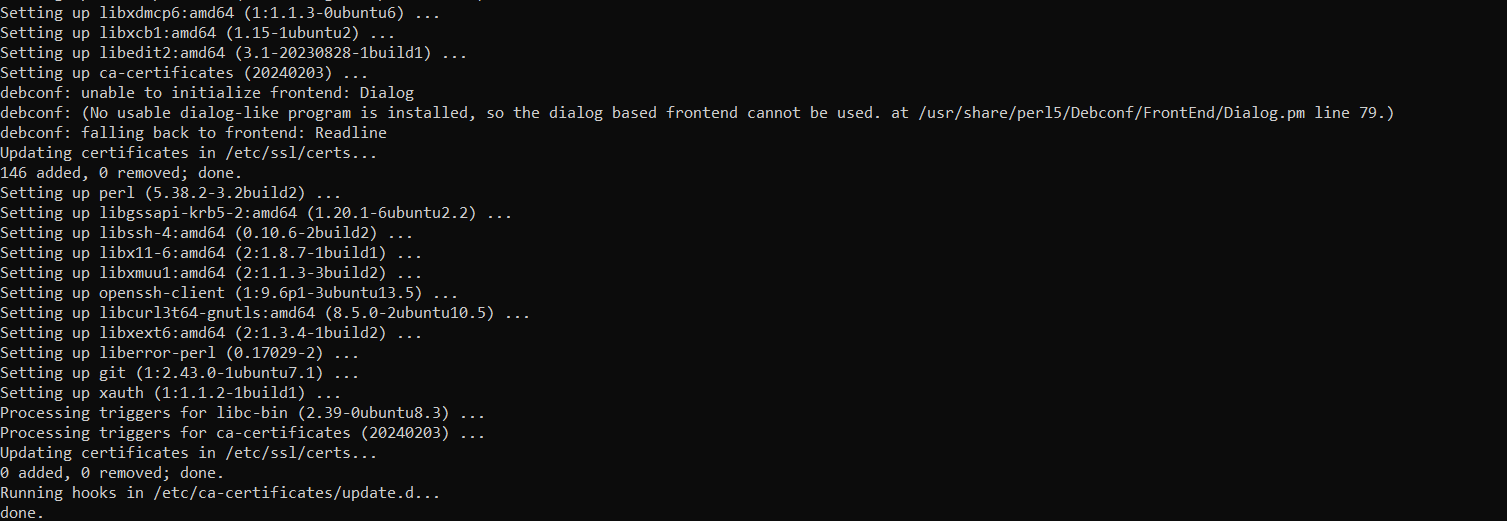 Setting up libxdmcp6:amd64 (1:1.1.3-0ubuntu6) ...
Setting up libxcb1:amd64 (1.15-1ubuntu2) ...
Setting up libedit2:amd64 (3.1-20230828-1build1) ...
Setting up ca-certificates (20240203) ...
debconf: unable to initialize frontend: Dialog
debconf: (No usable dialog-like program is installed, so the dialog based frontend cannot be used. at /usr/share/perl5/Debconf/FrontEnd/Dialog.pm line 79.)
debconf: falling back to frontend: Readline
Updating certificates in /etc/ssl/certs...
146 added, 0 removed; done.
Setting up perl (5.38.2-3.2build2) ...
Setting up libgssapi-krb5-2:amd64 (1.20.1-6ubuntu2.2) ...
Setting up libssh-4:amd64 (0.10.6-2build2) ...
Setting up libx11-6:amd64 (2:1.8.7-1build1) ...
Setting up libxmuu1:amd64 (2:1.1.3-3build2) ...
Setting up openssh-client (1:9.6p1-3ubuntu13.5) ...
Setting up libcurl3t64-gnutls:amd64 (8.5.0-2ubuntu10.5) ...
Setting up libxext6:amd64 (2:1.3.4-1build2) ...
Setting up liberror-perl (0.17029-2) ...
Setting up git (1:2.43.0-1ubuntu7.1) ...
Setting up xauth (1:1.1.2-1build1) ...
Processing triggers for libc-bin (2.39-0ubuntu8.3) ...
Processing triggers for ca-certificates (20240203) ...
Updating certificates in /etc/ssl/certs...
0 added, 0 removed; done.
Running hooks in /etc/ca-certificates/update.d...
done.